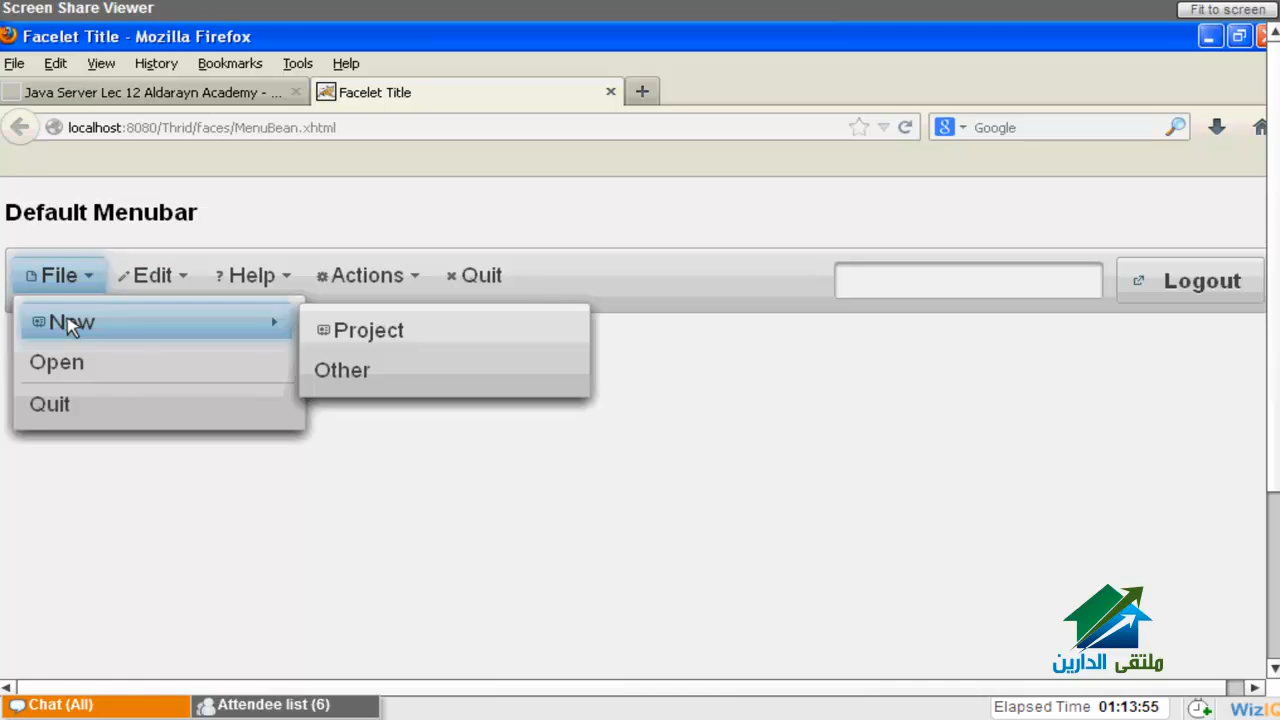 Screen Share Viewer
Fit to screen
Facelet Title - Mozilla Firefox
File Edit View History Bookmarks Tools Help
Java Server Lec 12 Aldarayn Academy - ... Facelet Title
localhost:8080/Thrid/faces/MenuBean.xhtml
Google
Default Menubar
File Edit Help Actions Quit
Logout
New
Project
Open
Other
Quit
ملتقى الدارين
Chat (All)
Attendee list (6)
Elapsed Time 01:13:55
WizIQ